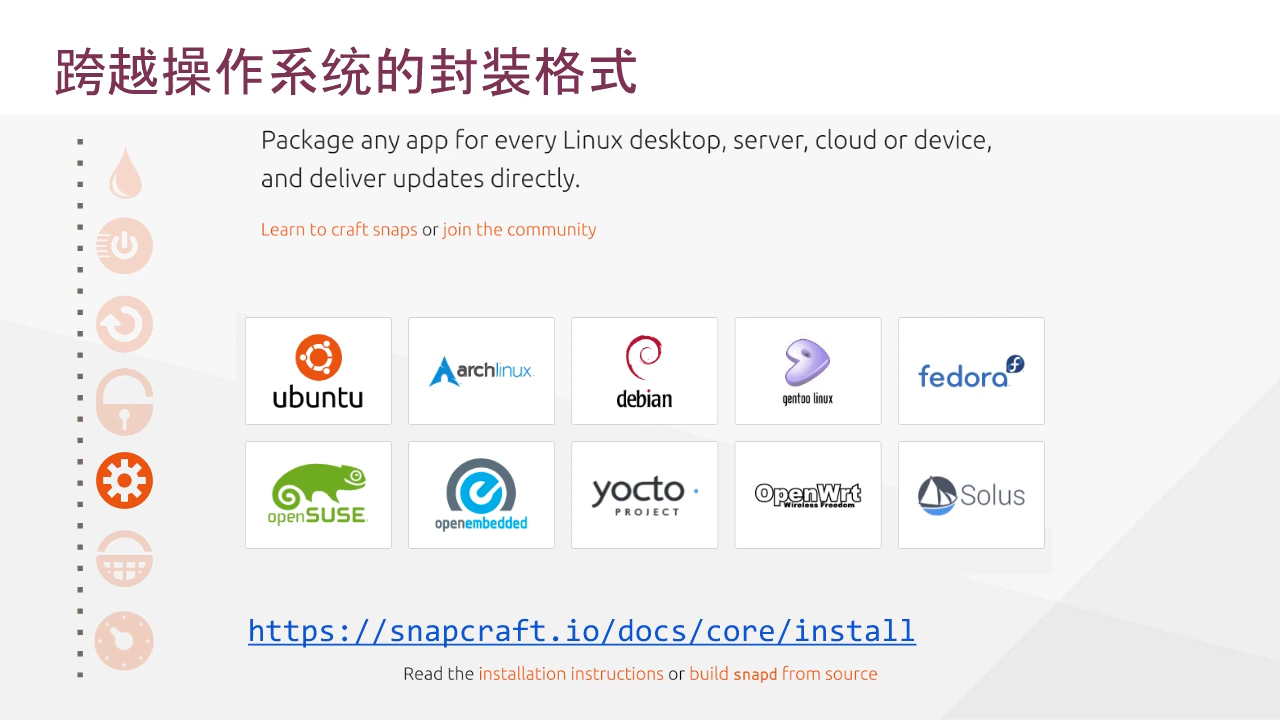 跨越操作系统的封装格式
Package any app for every Linux desktop, server, cloud or device,
and deliver updates directly.
Learn to craft snaps or join the community
ubuntu
archlinux
debian
gentoo linux
fedora
openSUSE
openembedded
yocto
PROJECT
OpenWrt
Wireless Freedom
Solus
https://snapcraft.io/docs/core/install
Read the installation instructions or build snapd from source